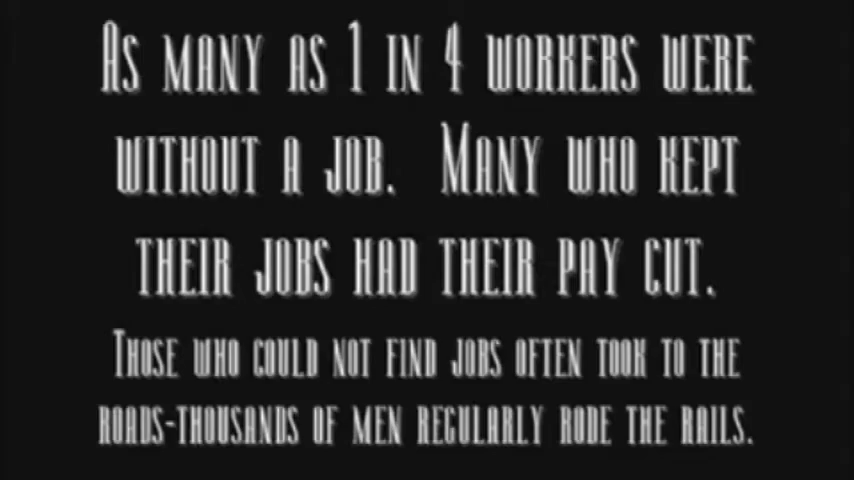 As many as 1 in 4 workers were
without a job. Many who kept
their jobs had their pay cut.
Those who could not find jobs often took to the
roads-thousands of men regularly rode the rails.